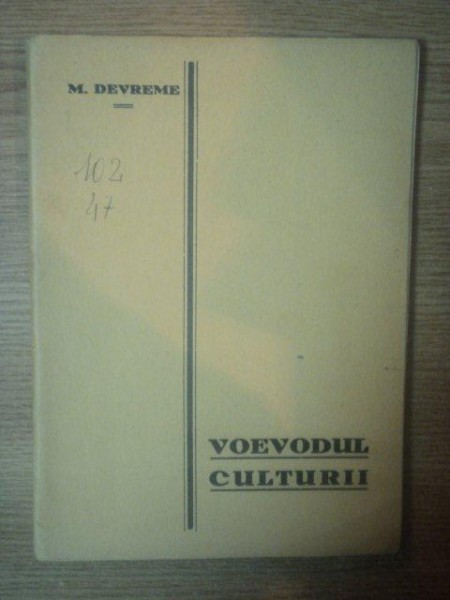 M. DEVREME
102
47
VOEVODUL
CULTURII